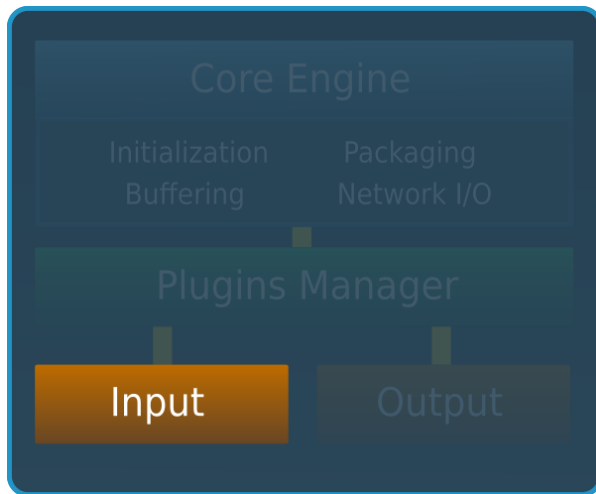 Core Engine
Initialization Packaging
Buffering Network I/O
Plugins Manager
Input Output